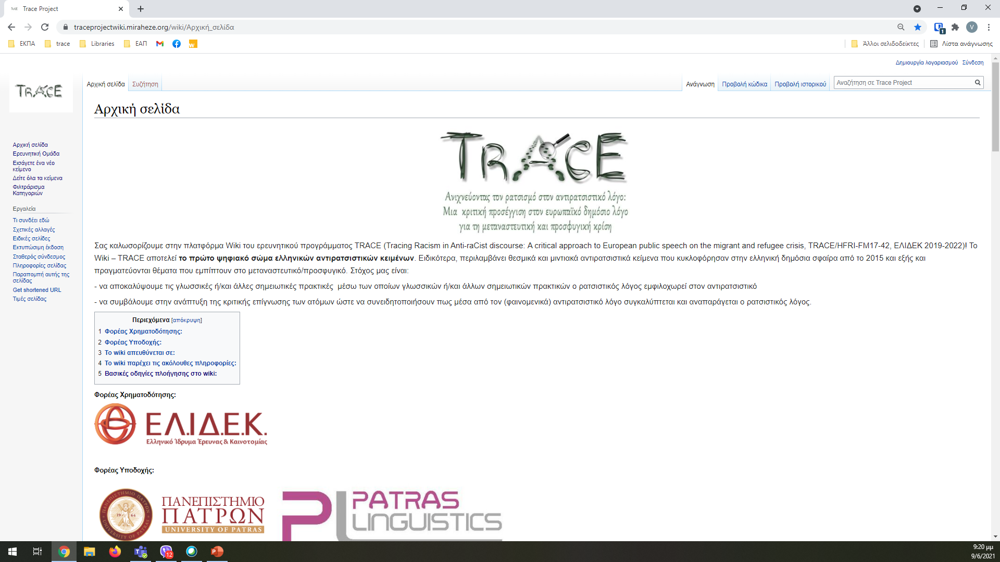 Trace Project
traceprojectwiki.miraheze.org/wiki/Αρχική_σελίδα
V
1
ΕΚΠΑ
trace
Libraries
ΕΑΠ
Άλλοι σελιδοδείκτες
Λίστα ανάγνωσης
Δημιουργία λογαριασμού Σύνδεση
TRACE
Αρχική σελίδα Συζήτηση
Ανάγνωση Προβολή κώδικα Προβολή ιστορικού
Αναζήτηση σε Trace Project
Αρχική σελίδα
Αρχική σελίδα
Ερευνητική Ομάδα
Εισάγετε ένα νέο
κείμενο
Δείτε όλα τα κείμενα
Φιλτράρισμα
Κατηγοριών
Εργαλεία
Τι συνδέει εδώ
Σχετικές αλλαγές
Ειδικές σελίδες
Εκτυπώσιμη έκδοση
Σταθερός σύνδεσμος
Πληροφορίες σελίδας
Παραπομπή αυτής της
σελίδας
Get shortened URL
Τιμές σελίδας
TRACE
Ανιχνεύοντας τον ρατσισμό στον αντιρατσιστικό λόγο:
Μια κριτική προσέγγιση στον ευρωπαϊκό δημόσιο λόγο
για τη μεταναστευτική και προσφυγική κρίση
Σας καλωσορίζουμε στην πλατφόρμα Wiki του ερευνητικού προγράμματος TRACE (Tracing Racism in Anti-raCist discourse: A critical approach to European public speech on the migrant and refugee crisis, TRACE/HFRI-FM17-42, ΕΛΙΔΕΚ 2019-2022)! Το
Wiki – TRACE αποτελεί το πρώτο ψηφιακό σώμα ελληνικών αντιρατσιστικών κειμένων. Ειδικότερα, περιλαμβάνει θεσμικά και μιντιακά αντιρατσιστικά κείμενα που κυκλοφόρησαν στην ελληνική δημόσια σφαίρα από το 2015 και εξής και
πραγματεύονται θέματα που εμπίπτουν στο μεταναστευτικό/προσφυγικό. Στόχος μας είναι:
- να αποκαλύψουμε τις γλωσσικές ή/και άλλες σημειωτικές πρακτικές μέσω των οποίων γλωσσικών ή/και άλλων σημειωτικών πρακτικών ο ρατσιστικός λόγος εμφιλοχωρεί στον αντιρατσιστικό
- να συμβάλουμε στην ανάπτυξη της κριτικής επίγνωσης των ατόμων ώστε να συνειδητοποιήσουν πως μέσα από τον (φαινομενικά) αντιρατσιστικό λόγο συγκαλύπτεται και αναπαράγεται ο ρατσιστικός λόγος.
Περιεχόμενα [απόκρυψη]
1 Φορέας Χρηματοδότησης:
2 Φορέας Υποδοχής:
3 Το wiki απευθύνεται σε:
4 Το wiki παρέχει τις ακόλουθες πληροφορίες:
5 Βασικές οδηγίες πλοήγησης στο wiki:
Φορέας Χρηματοδότησης:
ΕΛ.Ι.Δ.Ε.Κ.
Ελληνικό Ίδρυμα Έρευνας & Καινοτομίας
Φορέας Υποδοχής:
ΠΑΝΕΠΙΣΤΗΜΙΟ ΠΑΤΡΩΝ
1964
UNIVERSITY OF PATRAS
ΠΑΝΕΠΙΣΤΗΜΙΟ
ΠΑΤΡΩΝ
UNIVERSITY OF PATRAS
PL
PATRAS
LINGUISTICS
12
9:20 μμ
9/6/2021